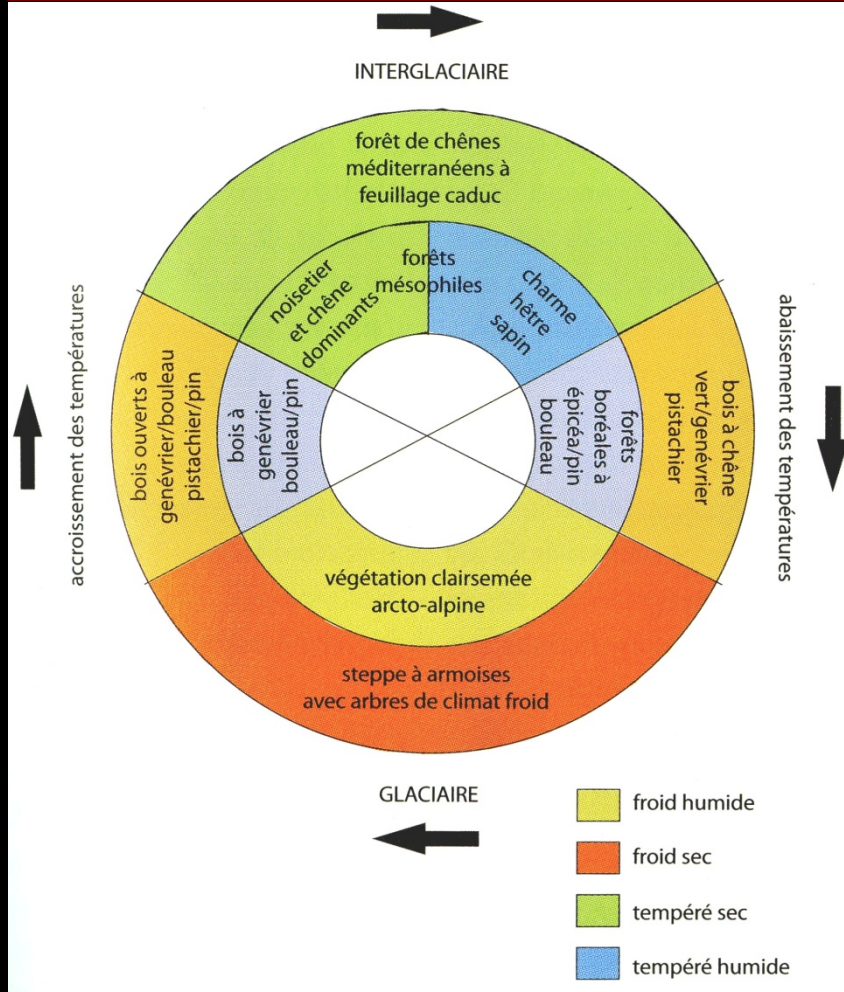 INTERGLACIAIRE
forêt de chênes
méditerranéens à
feuillage caduc
forêts
mésophiles
noisetier
et chêne
dominants
charme
hêtre
sapin
accroissement des températures
bois ouverts à
genévrier/bouleau
pistachier/pin
bois à
genévrier
bouleau/pin
forêts
boréales à
épicéa/pin
bouleau
bois à chêne
vert/genévrier
pistachier
abaissement des températures
végétation clairsemée
arcto-alpine
steppe à armoises
avec arbres de climat froid
GLACIAIRE
froid humide
froid sec
tempéré sec
tempéré humide